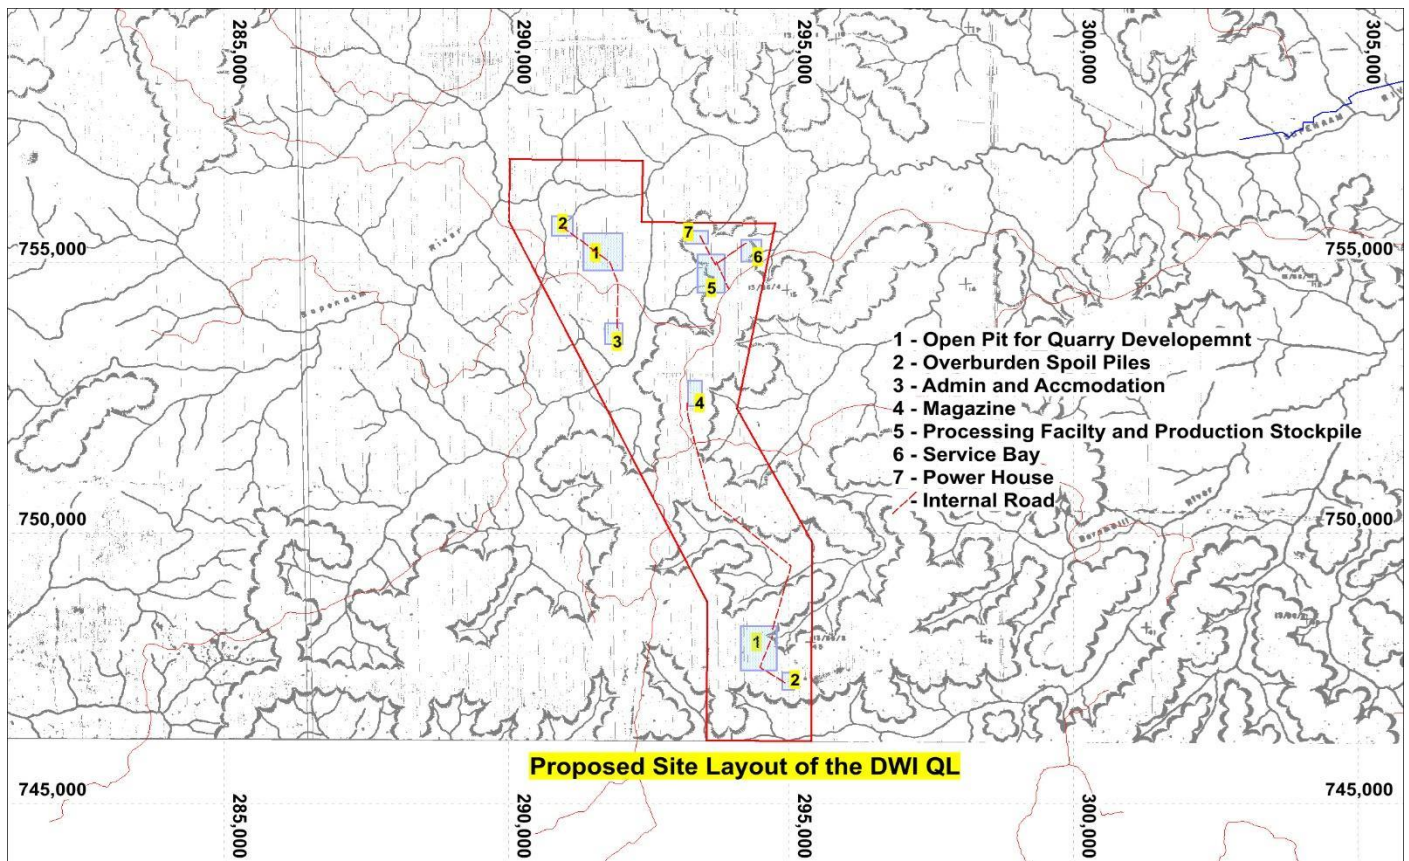 285,000
290,000
295,000
300,000
305,000
SUPENAAM
River
2
7
755,000
1
6
755,000
5
Supenaam
3
1 - Open Pit for Quarry Developemnt
2 - Overburden Spoil Piles
3 - Admin and Accmodation
4 - Magazine
5 - Processing Facilty and Production Stockpile
6 - Service Bay
7 - Power House
- Internal Road
4
750,000
River
750,000
1
2
Proposed Site Layout of the DWI QL
745,000
745,000
285,000
290,000
295,000
300,000